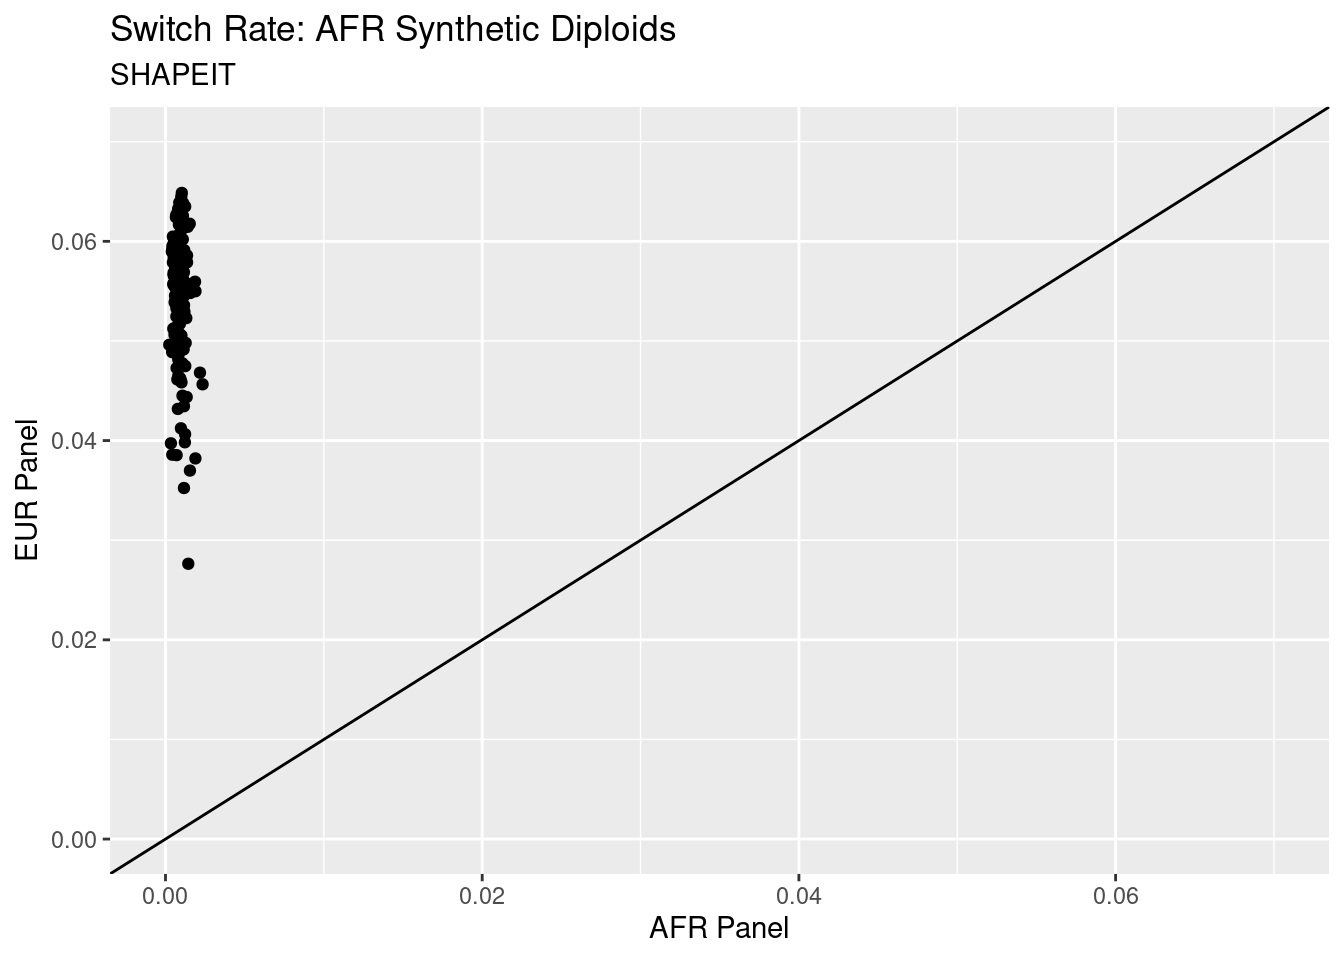 Switch Rate: AFR Synthetic Diploids
SHAPEIT
EUR Panel
0.06
0.04
0.02
0.00
0.00 0.02 0.04 0.06
AFR Panel